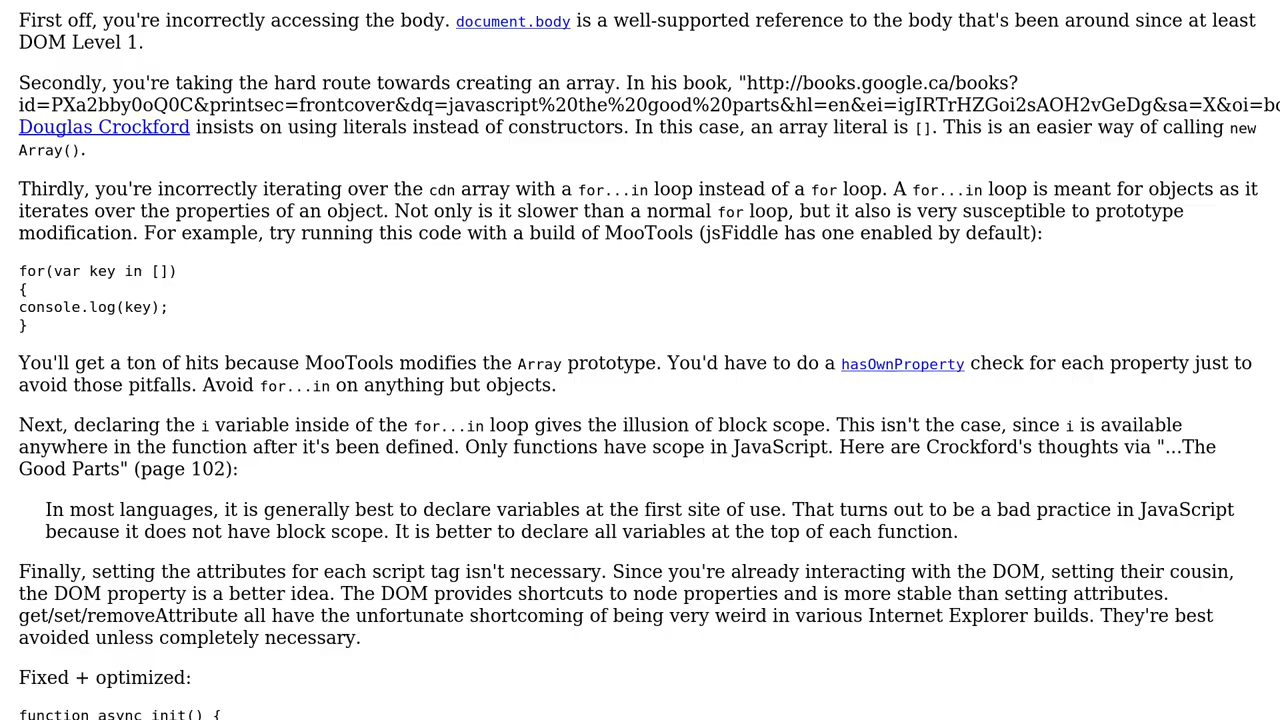 First off, you're incorrectly accessing the body. document.body is a well-supported reference to the body that's been around since at least
DOM Level 1.
Secondly, you're taking the hard route towards creating an array. In his book, "http://books.google.ca/books?
id=PXa2bby0oQ0C&printsec=frontcover&dq=javascript%20the%20good%20parts&hl=en&ei=igIRTrHZGoi2sAOH2vGeDg&sa=X&oi=bo
Douglas Crockford insists on using literals instead of constructors. In this case, an array literal is []. This is an easier way of calling new
Array().
Thirdly, you're incorrectly iterating over the cdn array with a for...in loop instead of a for loop. A for...in loop is meant for objects as it
iterates over the properties of an object. Not only is it slower than a normal for loop, but it also is very susceptible to prototype
modification. For example, try running this code with a build of MooTools (jsFiddle has one enabled by default):
for(var key in [])
{
console.log(key);
}
You'll get a ton of hits because MooTools modifies the Array prototype. You'd have to do a hasOwnProperty check for each property just to
avoid those pitfalls. Avoid for...in on anything but objects.
Next, declaring the i variable inside of the for...in loop gives the illusion of block scope. This isn't the case, since i is available
anywhere in the function after it's been defined. Only functions have scope in JavaScript. Here are Crockford's thoughts via "...The
Good Parts" (page 102):
In most languages, it is generally best to declare variables at the first site of use. That turns out to be a bad practice in JavaScript
because it does not have block scope. It is better to declare all variables at the top of each function.
Finally, setting the attributes for each script tag isn't necessary. Since you're already interacting with the DOM, setting their cousin,
the DOM property is a better idea. The DOM provides shortcuts to node properties and is more stable than setting attributes.
get/set/removeAttribute all have the unfortunate shortcoming of being very weird in various Internet Explorer builds. They're best
avoided unless completely necessary.
Fixed + optimized:
function async_init() {